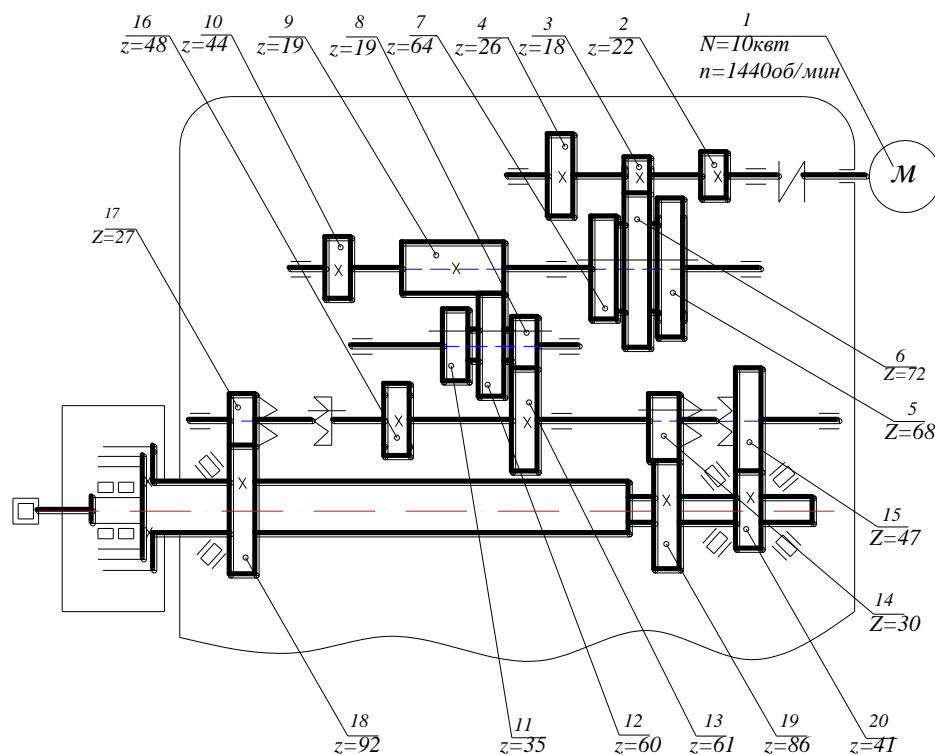 16
z=48
10
z=44
9
z=19
8
z=19
7
z=64
4
z=26
3
z=18
2
z=22
1
N=10квт
n=1440об/мин
м
17
Z=27
6
Z=72
5
Z=68
15
Z=47
14
Z=30
18
z=92
11
z=35
12
z=60
13
z=61
19
z=86
20
z=41